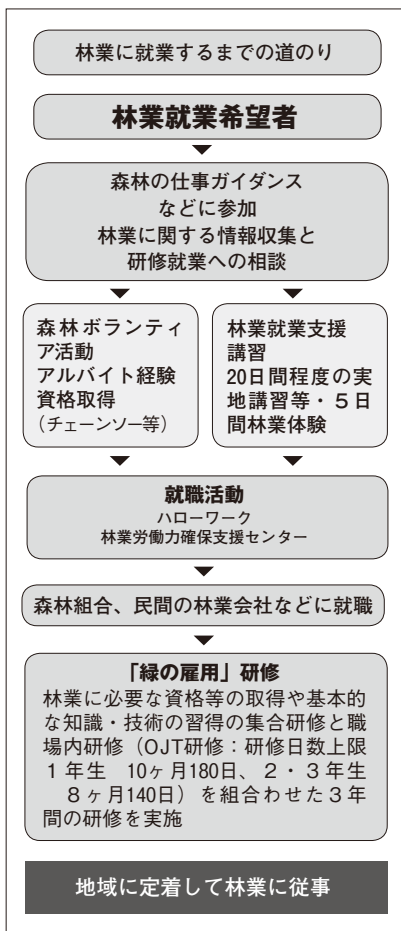 林業に就業するまでの道のり
林業就業希望者
森林の仕事ガイダンス
などに参加
林業に関する情報収集と
研修就業への相談
森林ボランティ
ア活動
アルバイト経験
資格取得
（チェーンソー等）
林業就業支援
講習
20日間程度の実
地講習等・５日
間林業体験
就職活動
ハローワーク
林業労働力確保支援センター
森林組合、民間の林業会社などに就職
「緑の雇用」研修
林業に必要な資格等の取得や基本的
な知識・技術の習得の集合研修と職
場内研修（OJT研修：研修日数上限
１年生　10ヶ月180日、２・３年生
８ヶ月140日）を組合わせた３年
間の研修を実施
地域に定着して林業に従事